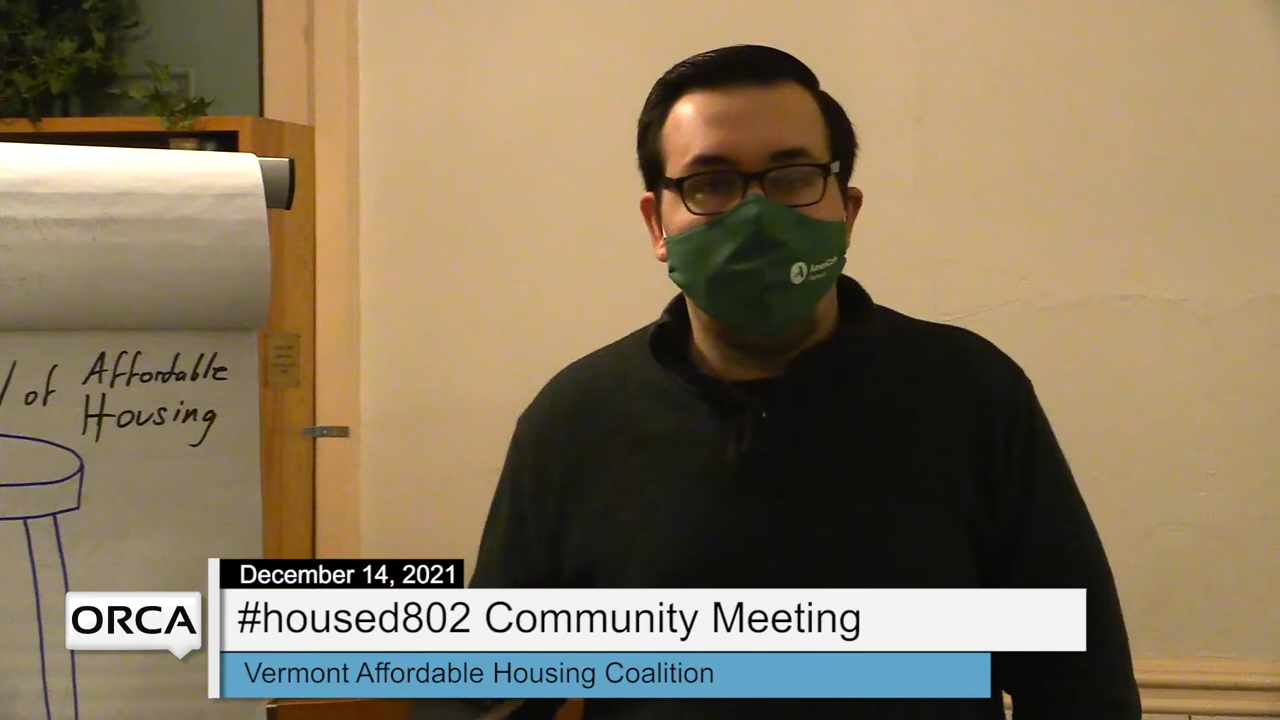 / of Affordable
Housing
December 14, 2021
ORCA
#housed802 Community Meeting
Vermont Affordable Housing Coalition